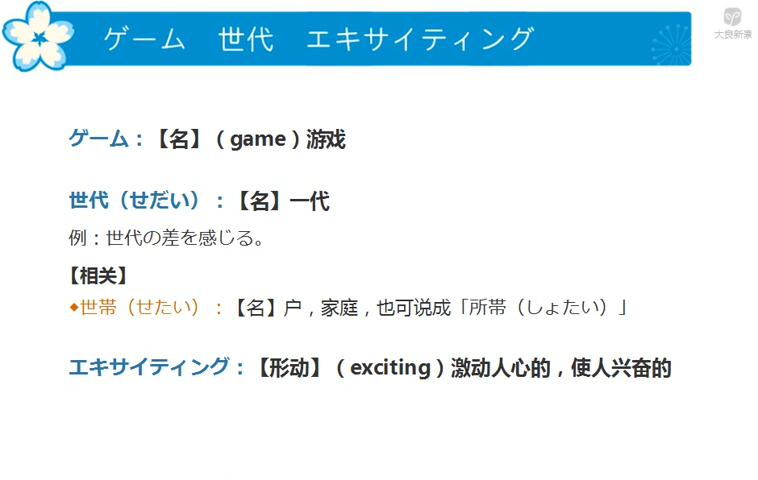 ゲーム　世代　エキサイティング
大良新素
ゲーム：【名】（game）游戏
世代（せだい）：【名】一代
例：世代の差を感じる。
【相关】
◆世帯（せたい）：【名】户，家庭，也可说成「所帯（しょたい）」
エキサイティング：【形动】（exciting）激动人心的，使人兴奋的